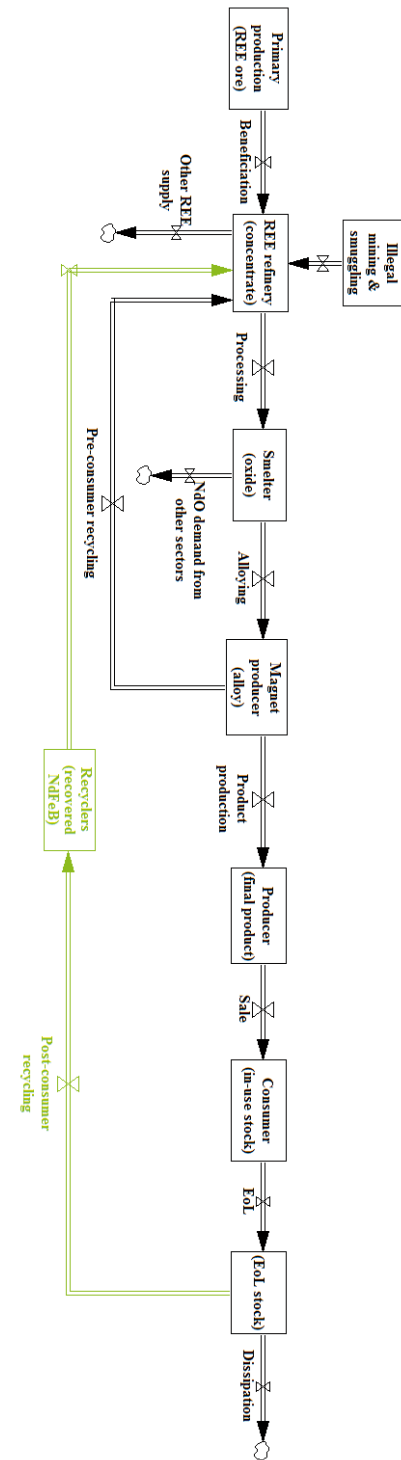 Primary
production
(REE ore)
Beneficiation
Illegal
mining &
smuggling
REE refinery
(concentrate)
Other REE
supply
Processing
Smelter
(oxide)
NdO demand from
other sectors
Alloying
Pre-consumer recycling
Magnet
producer
(alloy)
Product
production
Recyclers
(recovered
NdFeB)
Producer
(final product)
Sale
Consumer
(in-use stock)
Post-consumer
recycling
EoL
(EoL stock)
Dissipation